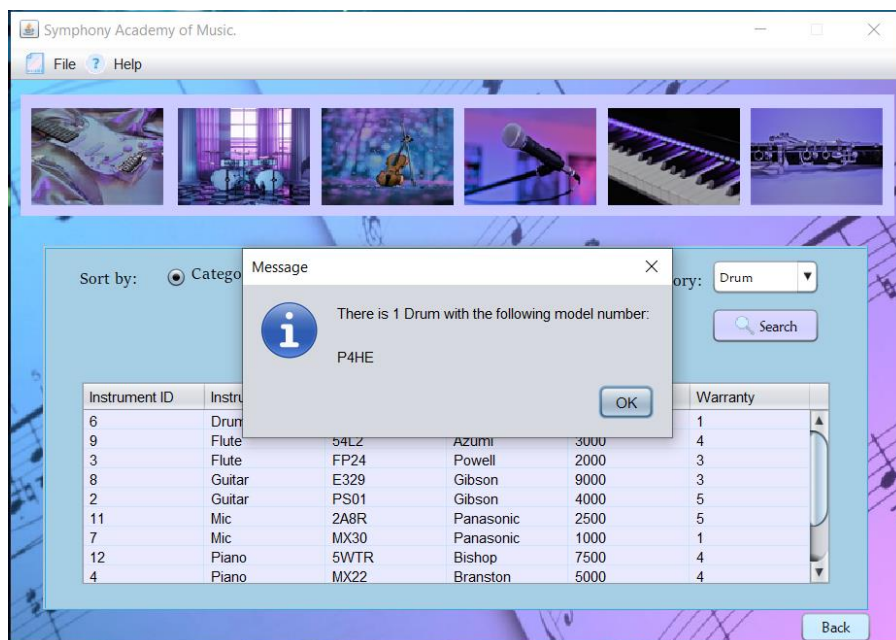 Symphony Academy of Music.
File Help
Sort by: Catego ory: Drum
Search
Message
There is 1 Drum with the following model number:
P4HE
OK
Instrument ID Instru Warranty
6 Drum 1
9 Flute 54L2 Azumi 3000 4
3 Flute FP24 Powell 2000 3
8 Guitar E329 Gibson 9000 3
2 Guitar PS01 Gibson 4000 5
11 Mic 2A8R Panasonic 2500 5
7 Mic MX30 Panasonic 1000 1
12 Piano 5WTR Bishop 7500 4
4 Piano MX22 Branston 5000 4
Back